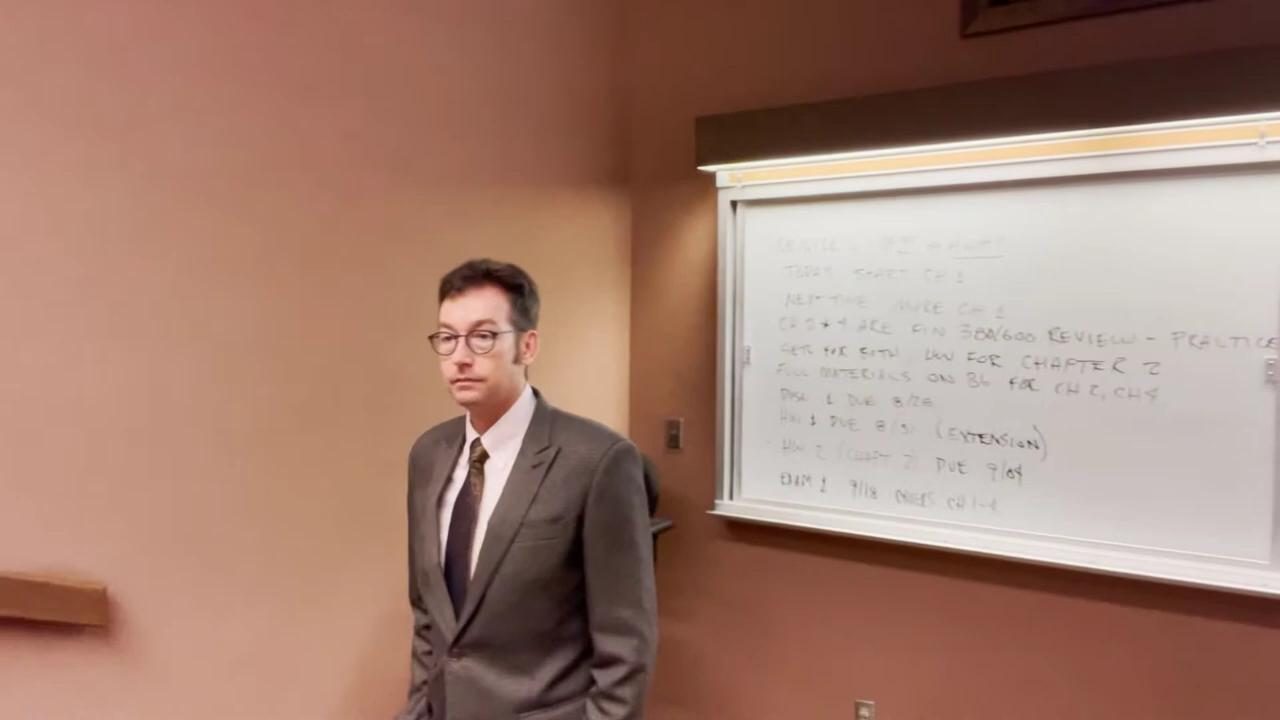 TODAY START CH 1
NEXT TIME MORE CH 1
CH 2 + 4 ARE FIN 380/600 REVIEW - PRACTICE
SETS FOR BOTH, HW FOR CHAPTER 2
FULL MATERIALS ON Bb FOR CH 2, CH 4
DISC 1 DUE 8/28
HW 1 DUE 8/31 (EXTENSION)
HW 2 (CHAPT 2) DUE 9/04
EXAM 1 9/18 COVERS CH 1-4